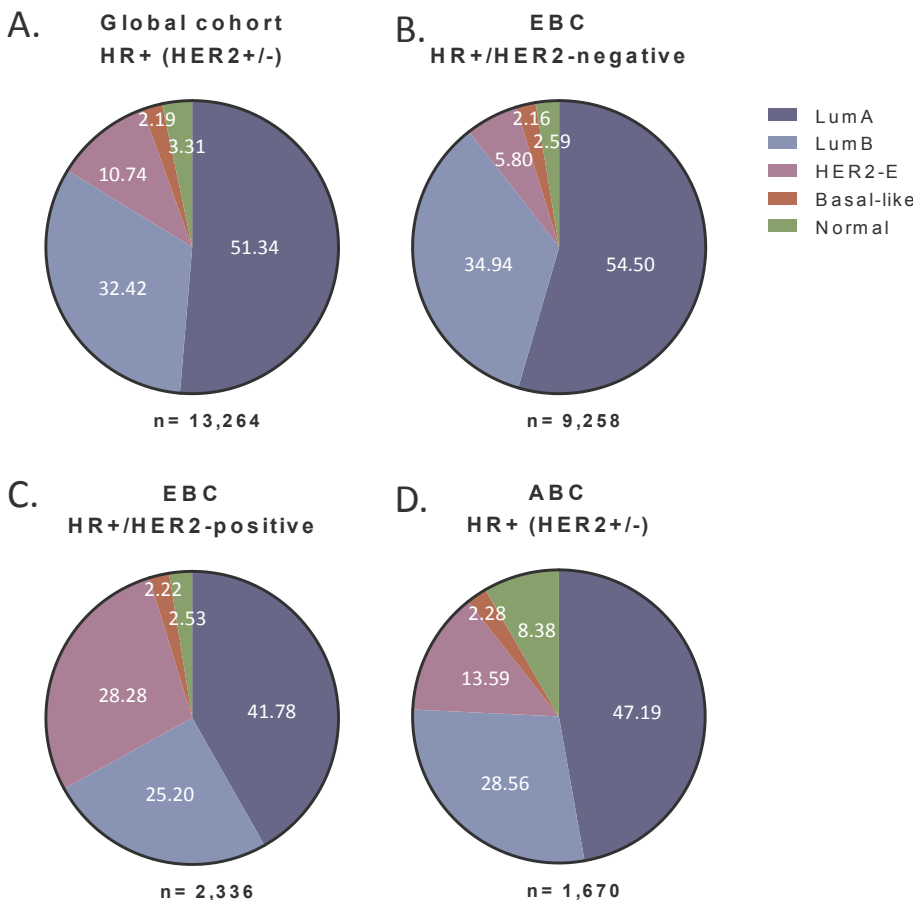 A.
Global cohort
HR+ (HER2+/-)
2.19
3.31
10.74
51.34
32.42
n= 13,264
B.
EBC
HR+/HER2-negative
2.16
2.59
5.80
34.94
54.50
n= 9,258
LumA
LumB
HER2-E
Basal-like
Normal
C.
EBC
HR+/HER2-positive
2.22
2.53
28.28
41.78
25.20
n= 2,336
D.
ABC
HR+ (HER2+/-)
2.28
8.38
13.59
47.19
28.56
n= 1,670